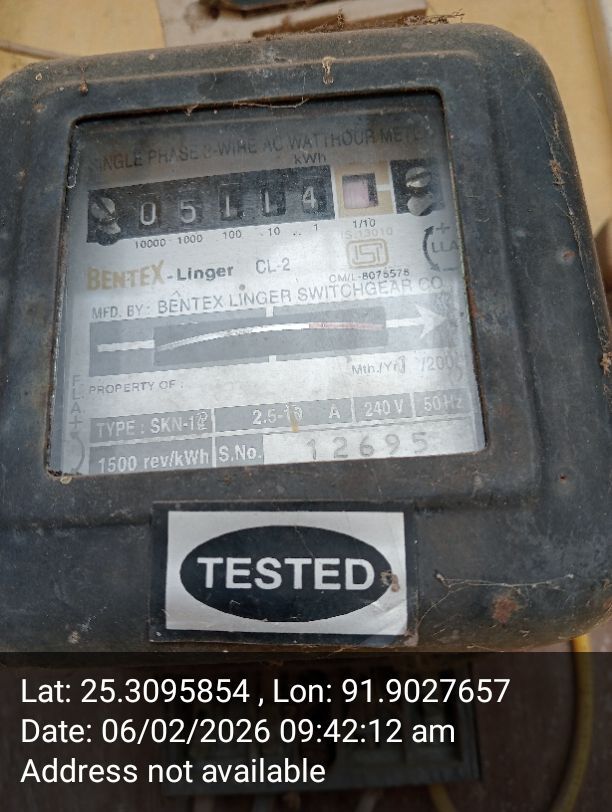 SINGLE PHASE 2-WIRE AC WATTHOUR METER
kWh
0 5 1 1 4
10000 1000 100 10 1 1/10
IS:13010
ISI
LLA
BENTEX-Linger CL-2
CM/L-8075578
MFD. BY: BENTEX LINGER SWITCHGEAR CO.
Mth./Yr. /200
PROPERTY OF :
F L A
TYPE : SKN-12 2.5-10 A 240 V 50 Hz
1500 rev/kWh S.No. 12695
TESTED
Lat: 25.3095854 , Lon: 91.9027657
Date: 06/02/2026 09:42:12 am
Address not available